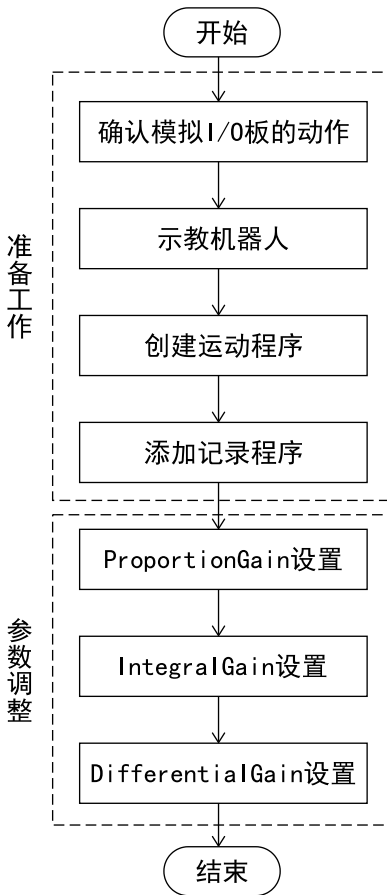 开始
准备工作
确认模拟I/O板的动作
示教机器人
创建运动程序
添加记录程序
参数调整
ProportionGain设置
IntegralGain设置
DifferentialGain设置
结束